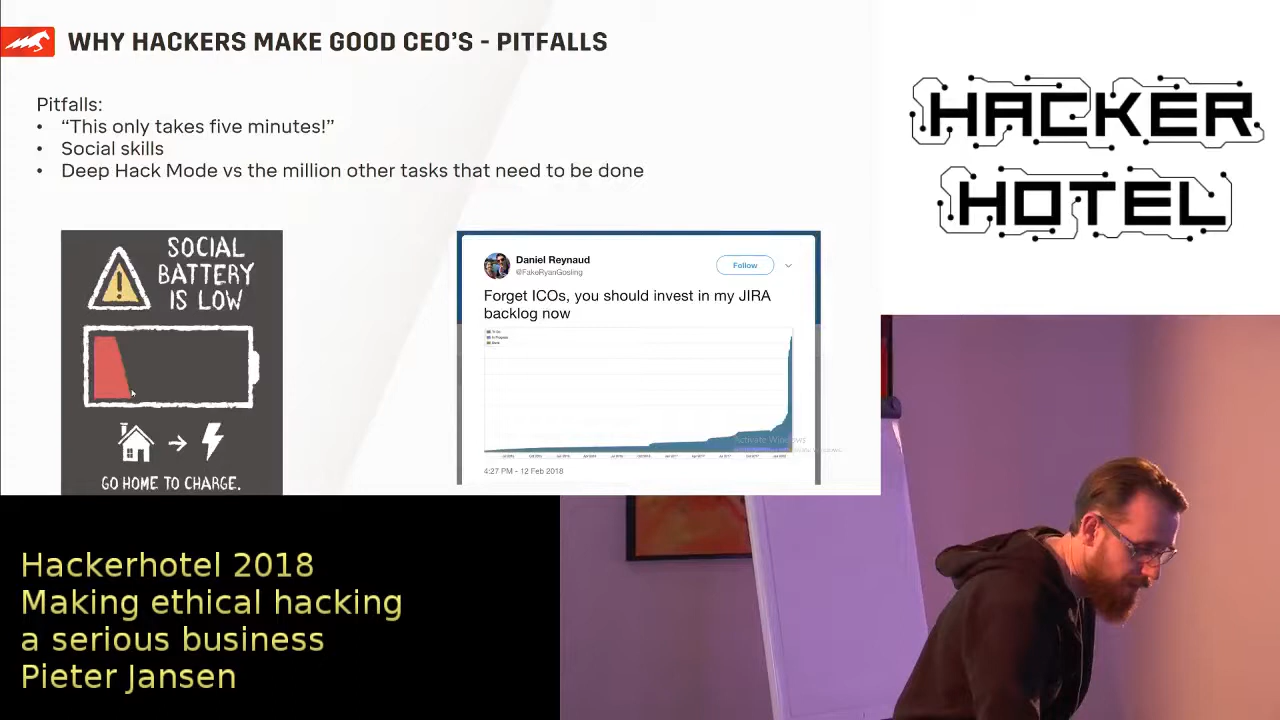 WHY HACKERS MAKE GOOD CEO'S - PITFALLS
Pitfalls:
• “This only takes five minutes!”
• Social skills
• Deep Hack Mode vs the million other tasks that need to be done
SOCIAL
BATTERY
IS LOW
GO HOME TO CHARGE.
Daniel Reynaud
@FakeRyanGosling
Follow
Forget ICOs, you should invest in my JIRA
backlog now
Activate Windows
4:27 PM - 12 Feb 2018
HACKER
HOTEL
Hackerhotel 2018
Making ethical hacking
a serious business
Pieter Jansen